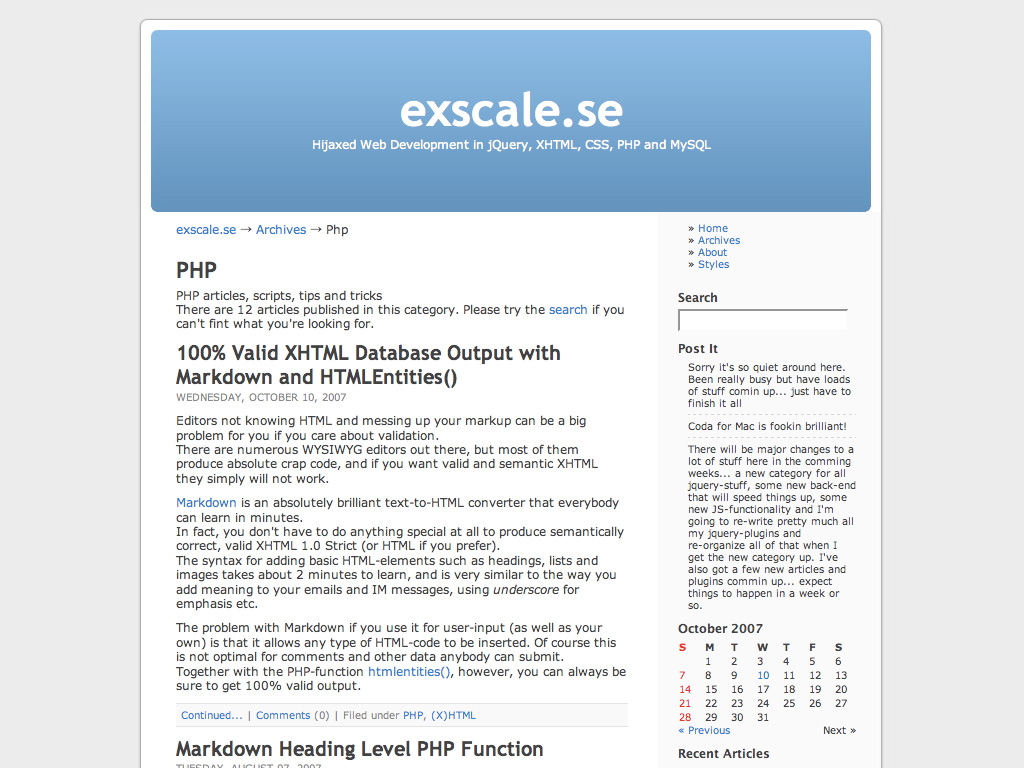 exscale.se
Hijaxed Web Development in jQuery, XHTML, CSS, PHP and MySQL
exscale.se → Archives → Php
PHP
PHP articles, scripts, tips and tricks
There are 12 articles published in this category. Please try the search if you
can't fint what you're looking for.
100% Valid XHTML Database Output with
Markdown and HTMLEntities()
WEDNESDAY, OCTOBER 10, 2007
Editors not knowing HTML and messing up your markup can be a big
problem for you if you care about validation.
There are numerous WYSIWYG editors out there, but most of them
produce absolute crap code, and if you want valid and semantic XHTML
they simply will not work.
Markdown is an absolutely brilliant text-to-HTML converter that everybody
can learn in minutes.
In fact, you don't have to do anything special at all to produce semantically
correct, valid XHTML 1.0 Strict (or HTML if you prefer).
The syntax for adding basic HTML-elements such as headings, lists and
images takes about 2 minutes to learn, and is very similar to the way you
add meaning to your emails and IM messages, using underscore for
emphasis etc.
The problem with Markdown if you use it for user-input (as well as your
own) is that it allows any type of HTML-code to be inserted. Of course this
is not optimal for comments and other data anybody can submit.
Together with the PHP-function htmlentities(), however, you can always be
sure to get 100% valid output.
Continued... | Comments (0) | Filed under PHP, (X)HTML
Markdown Heading Level PHP Function
TUESDAY, AUGUST 07, 2007
» Home
» Archives
» About
» Styles
Search
Post It
Sorry it's so quiet around here.
Been really busy but have loads
of stuff comin up... just have to
finish it all
Coda for Mac is fookin brilliant!
There will be major changes to a
lot of stuff here in the comming
weeks... a new category for all
jquery-stuff, some new back-end
that will speed things up, some
new JS-functionality and I'm
going to re-write pretty much all
my jquery-plugins and
re-organize all of that when I
get the new category up. I've
also got a few new articles and
plugins commin up... expect
things to happen in a week or
so.
October 2007
S M T W T F S
1 2 3 4 5 6
7 8 9 10 11 12 13
14 15 16 17 18 19 20
21 22 23 24 25 26 27
28 29 30 31
« Previous Next »
Recent Articles